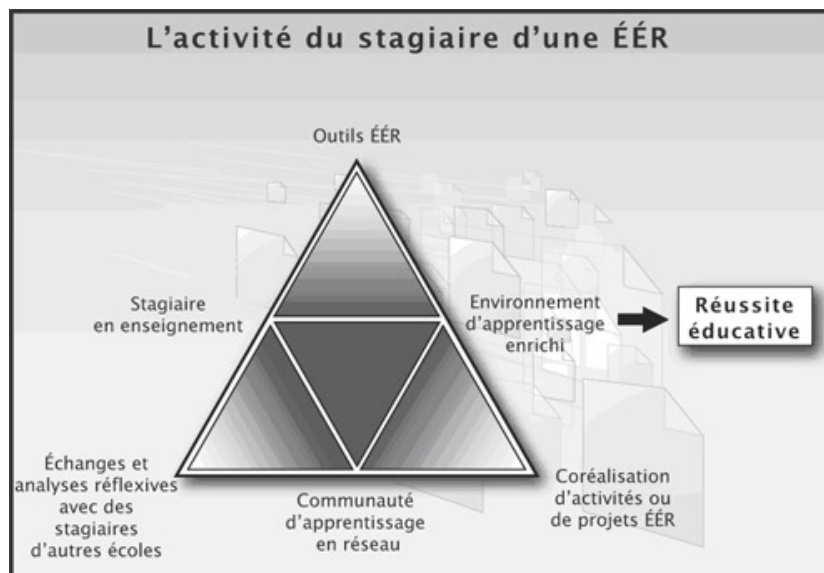 L'activité du stagiaire d'une ÉÉR
Outils ÉÉR
Stagiaire
en enseignement
Environnement
d'apprentissage
enrichi
Réussite
éducative
Échanges et
analyses réflexives
avec des
stagiaires
d'autres écoles
Communauté
d'apprentissage
en réseau
Coréalisation
d'activités ou
de projets ÉÉR